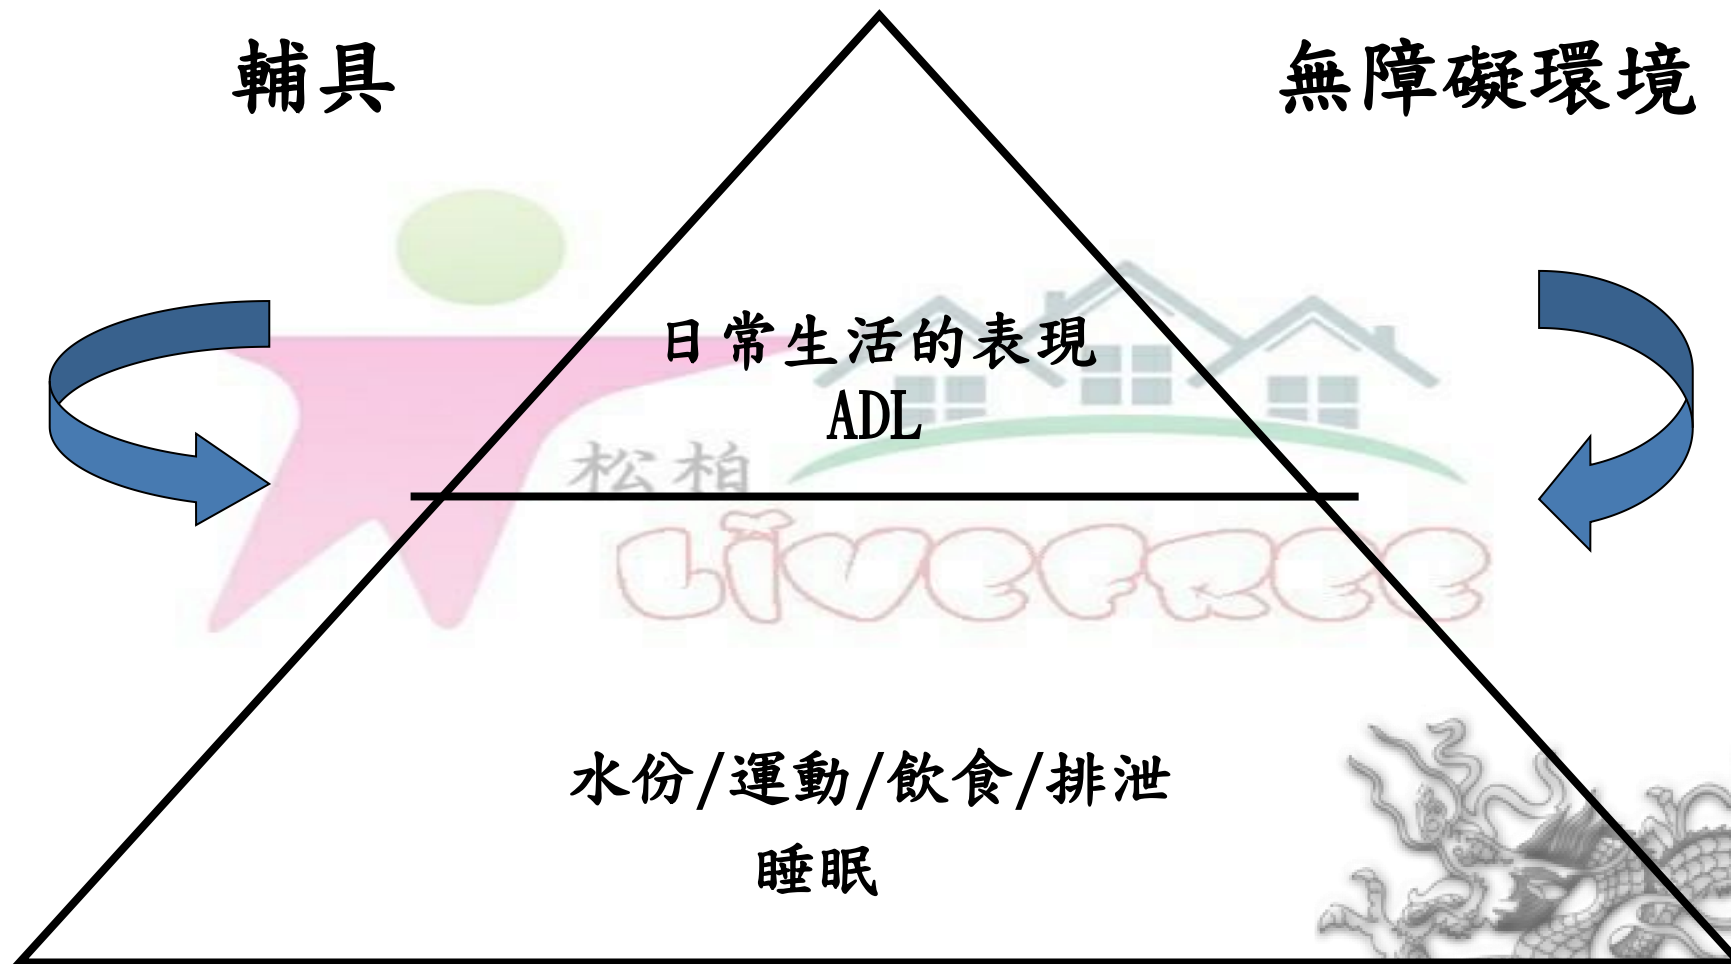 輔具
無障礙環境
日常生活的表現
ADL
松柏
LiVEFREE
水份/運動/飲食/排泄
睡眠